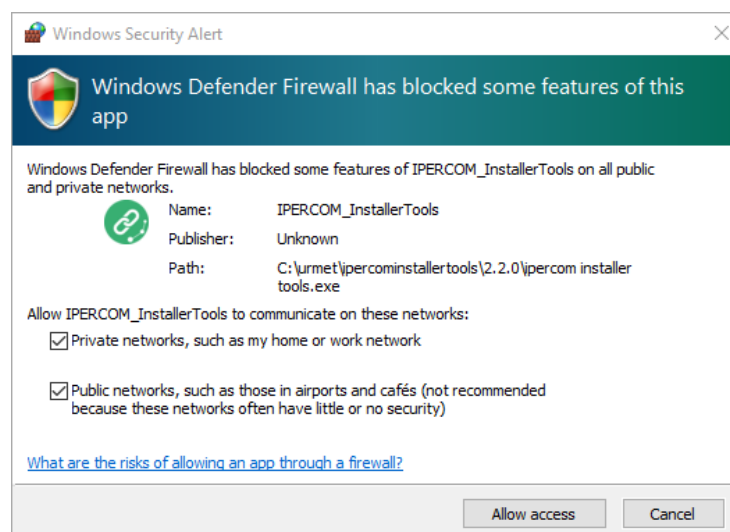 Windows Security Alert
Windows Defender Firewall has blocked some features of this
app
Windows Defender Firewall has blocked some features of IPERCOM_InstallerTools on all public
and private networks.
Name: IPERCOM_InstallerTools
Publisher: Unknown
Path: C:\urmet\ipercominstallertools\2.2.0\ipercom installer
tools.exe
Allow IPERCOM_InstallerTools to communicate on these networks:
Private networks, such as my home or work network
Public networks, such as those in airports and cafés (not recommended
because these networks often have little or no security)
What are the risks of allowing an app through a firewall?
Allow access Cancel